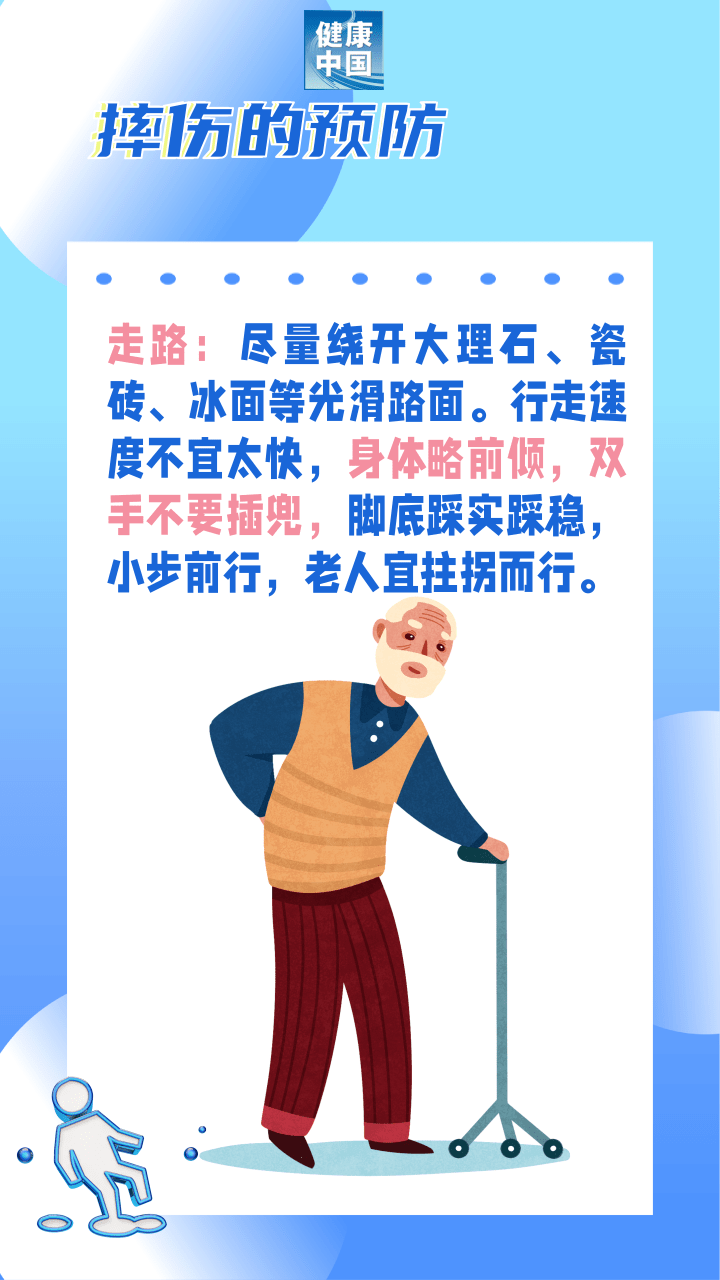 健康
中国
摔伤的预防
走路：尽量绕开大理石、瓷
砖、冰面等光滑路面。行走速
度不宜太快，身体略前倾，双
手不要插兜，脚底踩实踩稳，
小步前行，老人宜拄拐而行。